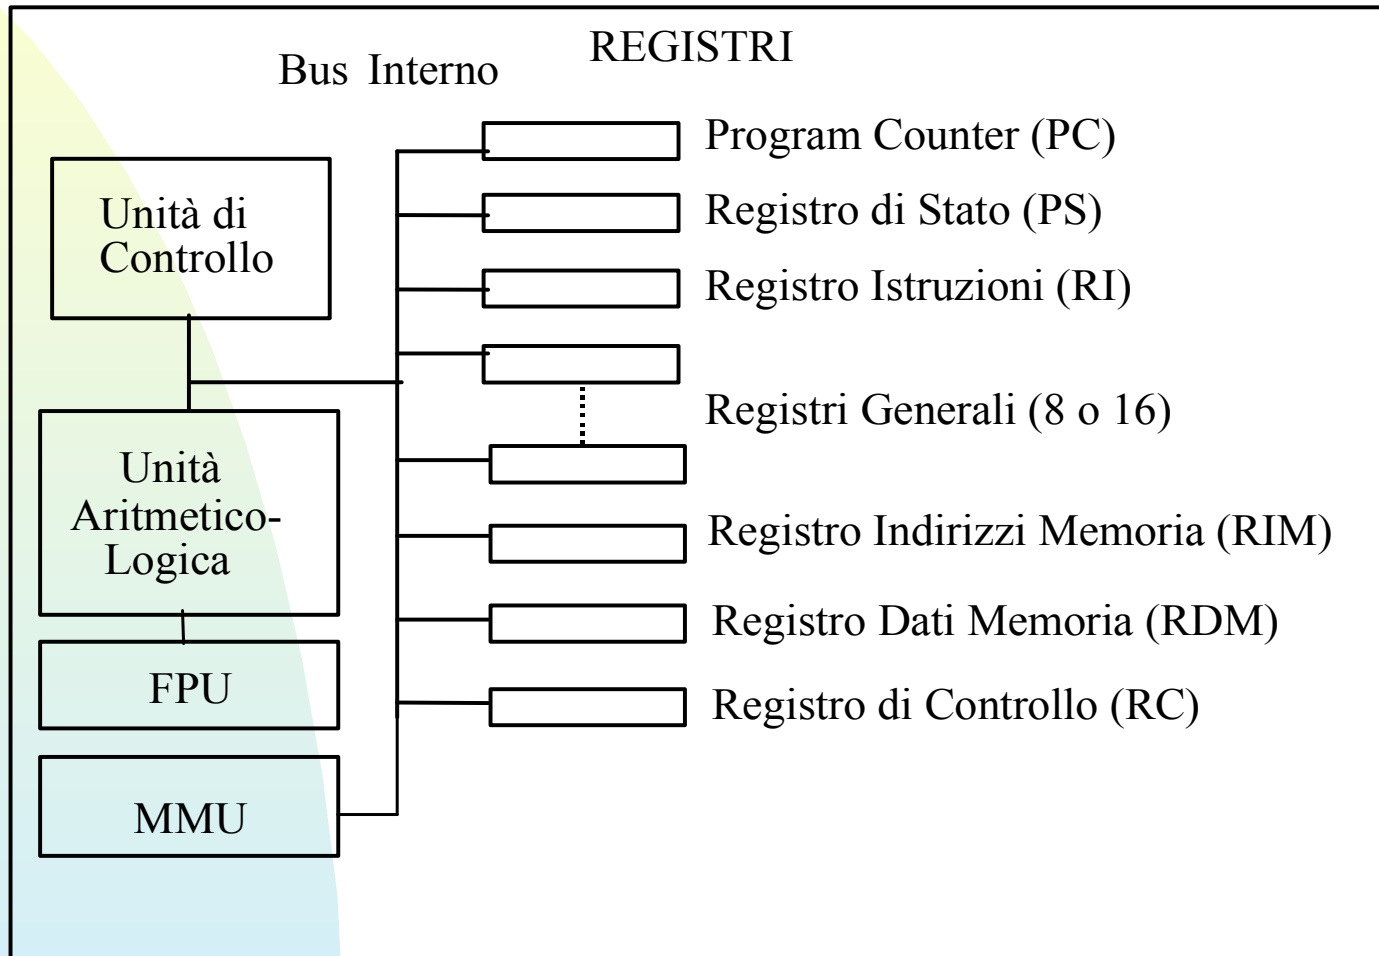 REGISTRI
Bus Interno
Program Counter (PC)
Unità di
Controllo
Registro di Stato (PS)
Registro Istruzioni (RI)
Registri Generali (8 o 16)
Unità
Aritmetico-
Logica
Registro Indirizzi Memoria (RIM)
Registro Dati Memoria (RDM)
FPU
Registro di Controllo (RC)
MMU